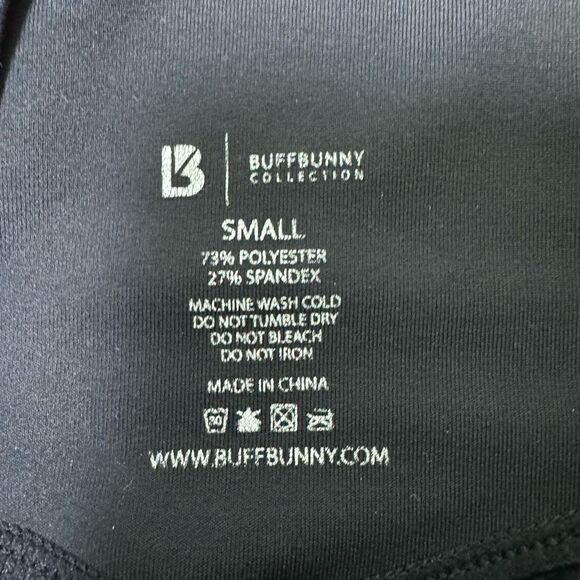 B
BUFFBUNNY
COLLECTION
SMALL
73% POLYESTER
27% SPANDEX
MACHINE WASH COLD
DO NOT TUMBLE DRY
DO NOT BLEACH
DO NOT IRON
MADE IN CHINA
30
WWW.BUFFBUNNY.COM